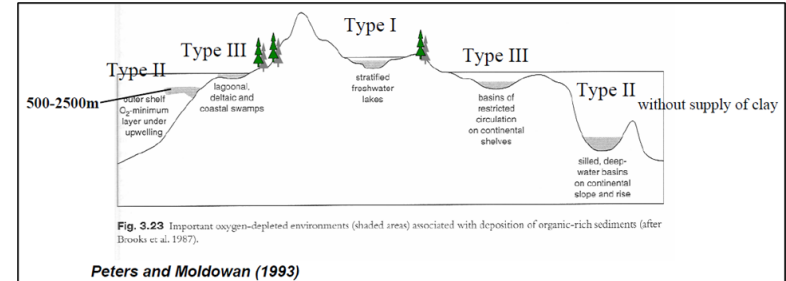 Type I
Type III
Type III
Type II
Type II
500-2500m
without supply of clay
outer shelf
O2-minimum
layer under
upwelling
lagoonal,
deltaic and
coastal swamps
stratified
freshwater
lakes
basins of
restricted
circulation
on continental
shelves
silled, deep-
water basins
on continental
slope and rise
Fig. 3.23 Important oxygen-depleted environments (shaded areas) associated with deposition of organic-rich sediments (after
Brooks et al. 1987).
Peters and Moldowan (1993)